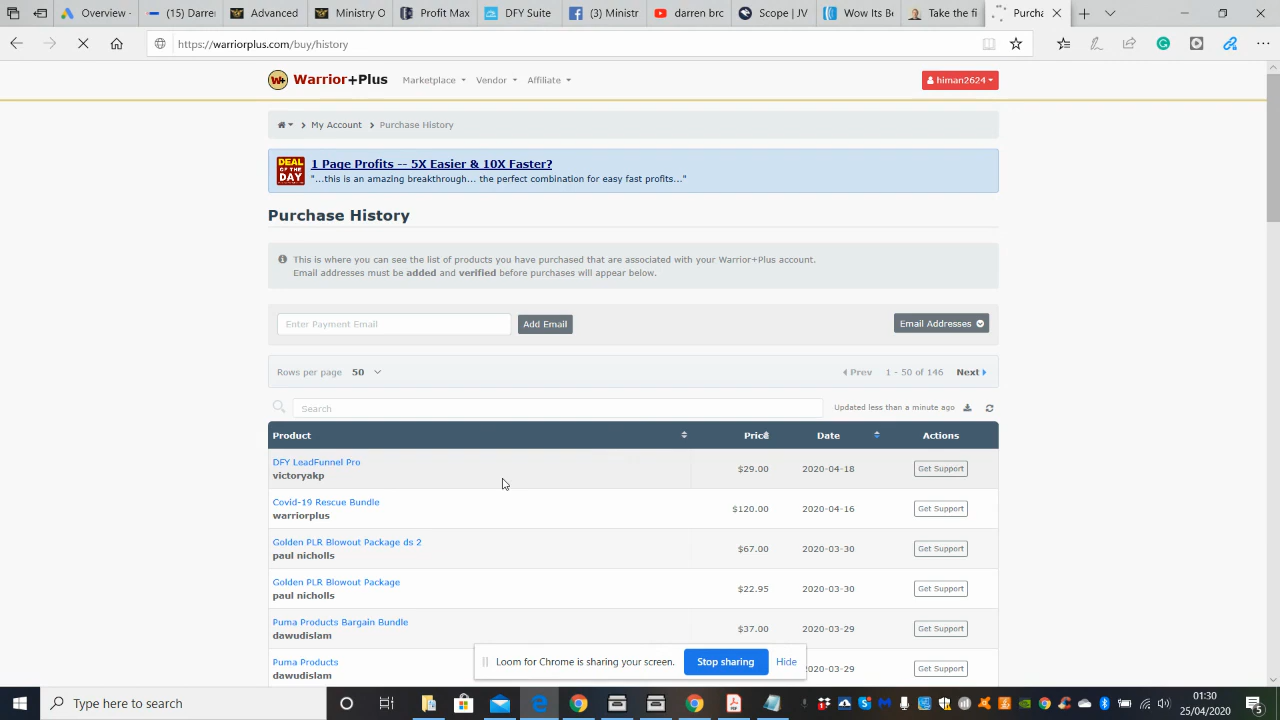 Overview
(15) Darre
Advanced
Ministry O
Profit Max
DFY Suite
(3) Ministr
darren brc
Scope | JV
Wow Its Be
Take the fi
Purcha
https://warriorplus.com/buy/history
Warrior+Plus
Marketplace
Vendor
Affiliate
himan2624
My Account
Purchase History
DEAL OF THE DAY
1 Page Profits -- 5X Easier & 10X Faster?
"...this is an amazing breakthrough... the perfect combination for easy fast profits..."
Purchase History
This is where you can see the list of products you have purchased that are associated with your Warrior+Plus account.
Email addresses must be added and verified before purchases will appear below.
Enter Payment Email
Add Email
Email Addresses
Rows per page 50
Prev 1 - 50 of 146 Next
Search
Updated less than a minute ago
Product Price Date Actions
DFY LeadFunnel Pro
victoryakp
$29.00 2020-04-18 Get Support
Covid-19 Rescue Bundle
warriorplus
$120.00 2020-04-16 Get Support
Golden PLR Blowout Package ds 2
paul nicholls
$67.00 2020-03-30 Get Support
Golden PLR Blowout Package
paul nicholls
$22.95 2020-03-30 Get Support
Puma Products Bargain Bundle
dawudislam
$37.00 2020-03-29 Get Support
Puma Products
dawudislam
2020-03-29 Get Support
Loom for Chrome is sharing your screen. Stop sharing Hide
Type here to search
01:30
25/04/2020